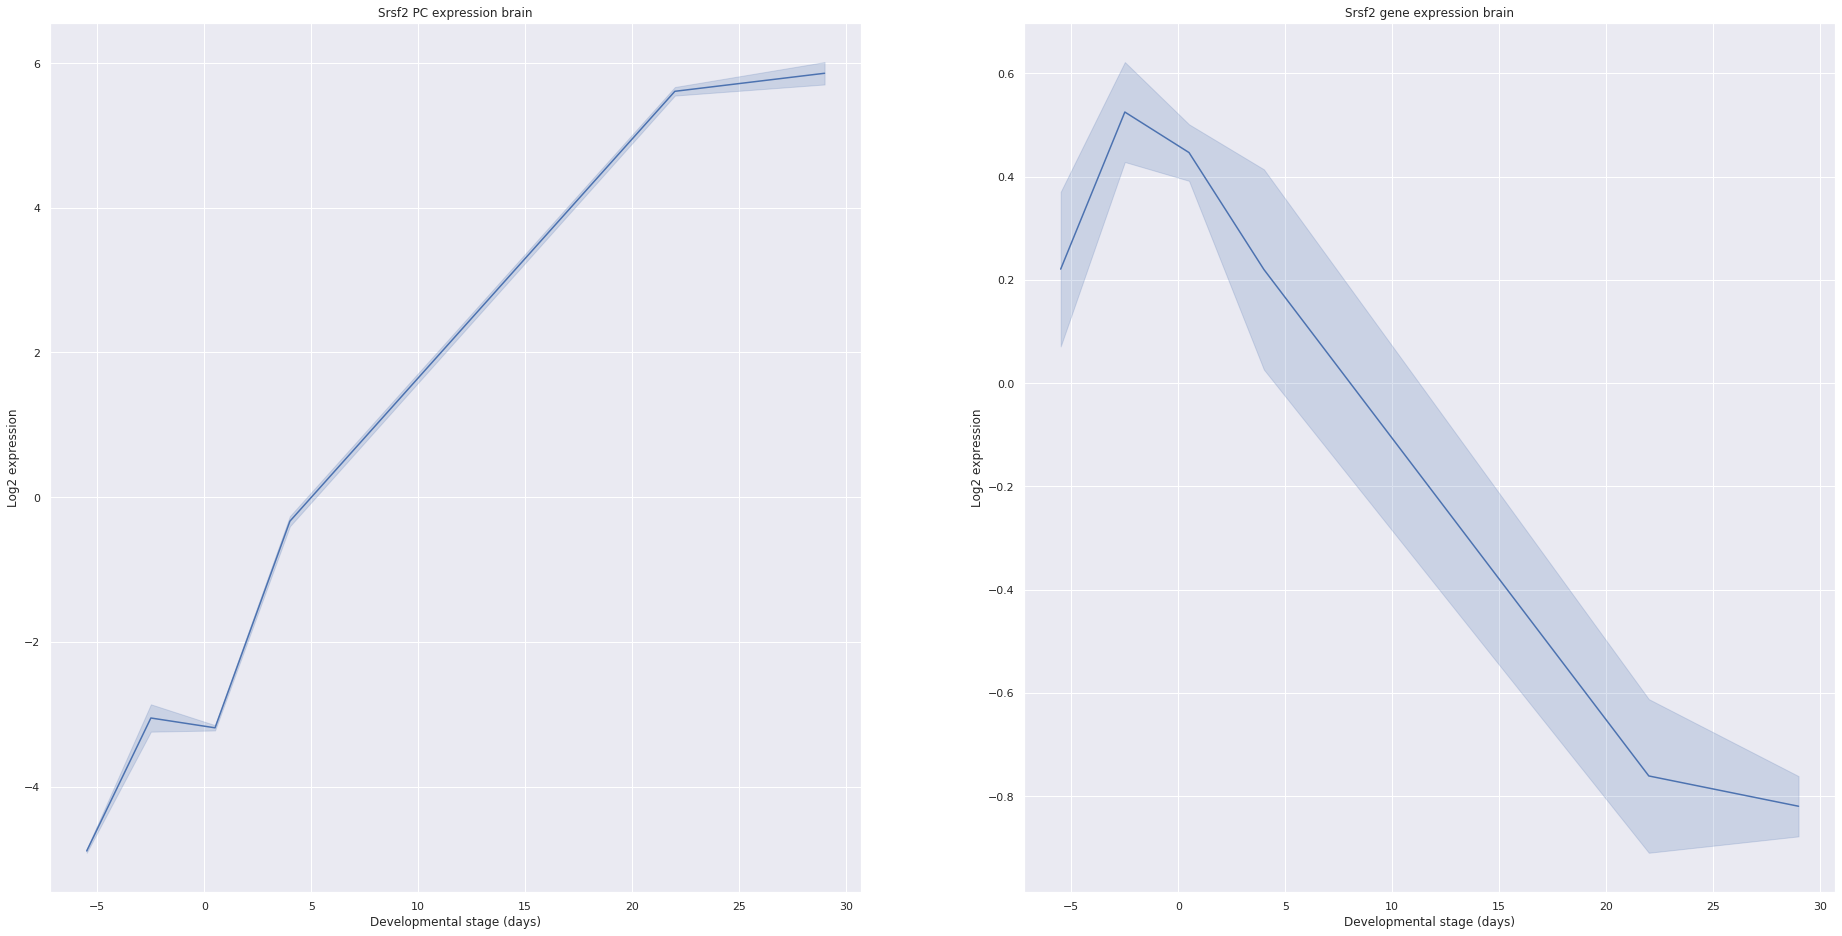 Srsf2 PC expression brain
6
4
2
0
−2
−4
Log2 expression
−5 0 5 10 15 20 25 30
Developmental stage (days)
Srsf2 gene expression brain
0.6
0.4
0.2
0.0
−0.2
−0.4
−0.6
−0.8
Log2 expression
−5 0 5 10 15 20 25 30
Developmental stage (days)